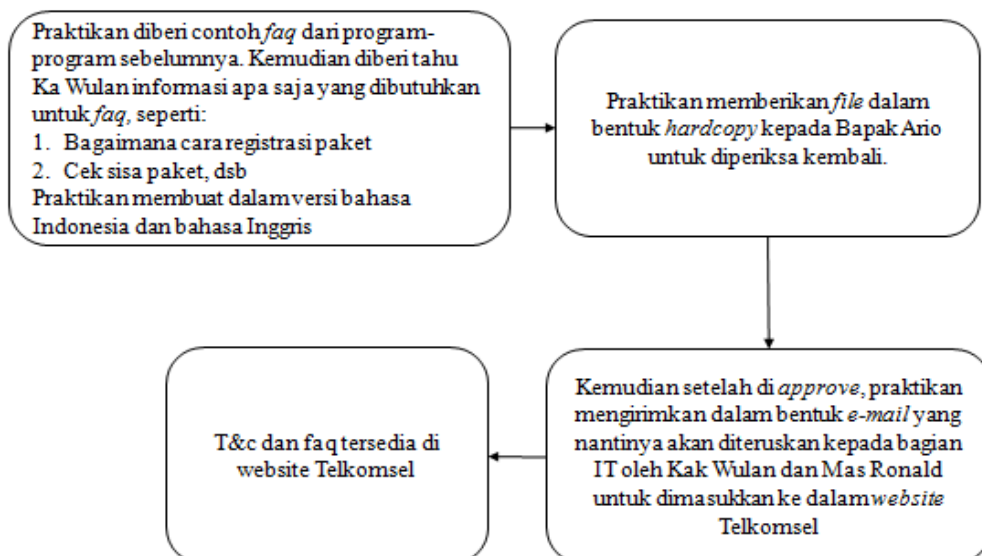 Praktikan diberi contoh faq dari program-
program sebelumnya. Kemudian diberi tahu
Ka Wulan informasi apa saja yang dibutuhkan
untuk faq, seperti:
1. Bagaimana cara registrasi paket
2. Cek sisa paket, dsb
Praktikan membuat dalam versi bahasa
Indonesia dan bahasa Inggris
Praktikan memberikan file dalam
bentuk hardcopy kepada Bapak Ario
untuk diperiksa kembali.
Kemudian setelah di approve, praktikan
mengirimkan dalam bentuk e-mail yang
nantinya akan diteruskan kepada bagian
IT oleh Kak Wulan dan Mas Ronald
untuk dimasukkan ke dalam website
Telkomsel
T&c dan faq tersedia di
website Telkomsel